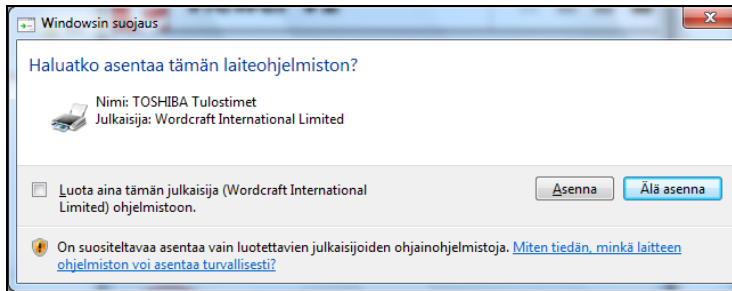 Windowsin suojaus
Haluatko asentaa tämän laiteohjelmiston?
Nimi: TOSHIBA Tulostimet
Julkaisija: Wordcraft International Limited
Luota aina tämän julkaisija (Wordcraft International
Limited) ohjelmistoon.
Asenna
Älä asenna
On suositeltavaa asentaa vain luotettavien julkaisijoiden ohjainohjelmistoja. Miten tiedän, minkä laitteen
ohjelmiston voi asentaa turvallisesti?